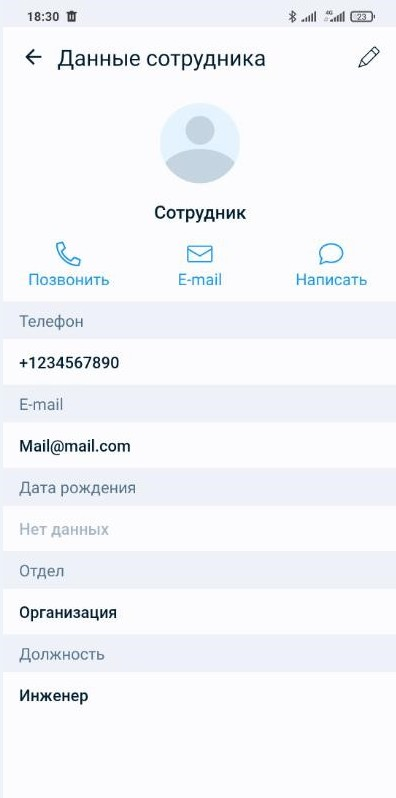 18:30 4G 23
Данные сотрудника
Сотрудник
Позвонить E-mail Написать
Телефон
+1234567890
E-mail
Mail@mail.com
Дата рождения
Нет данных
Отдел
Организация
Должность
Инженер